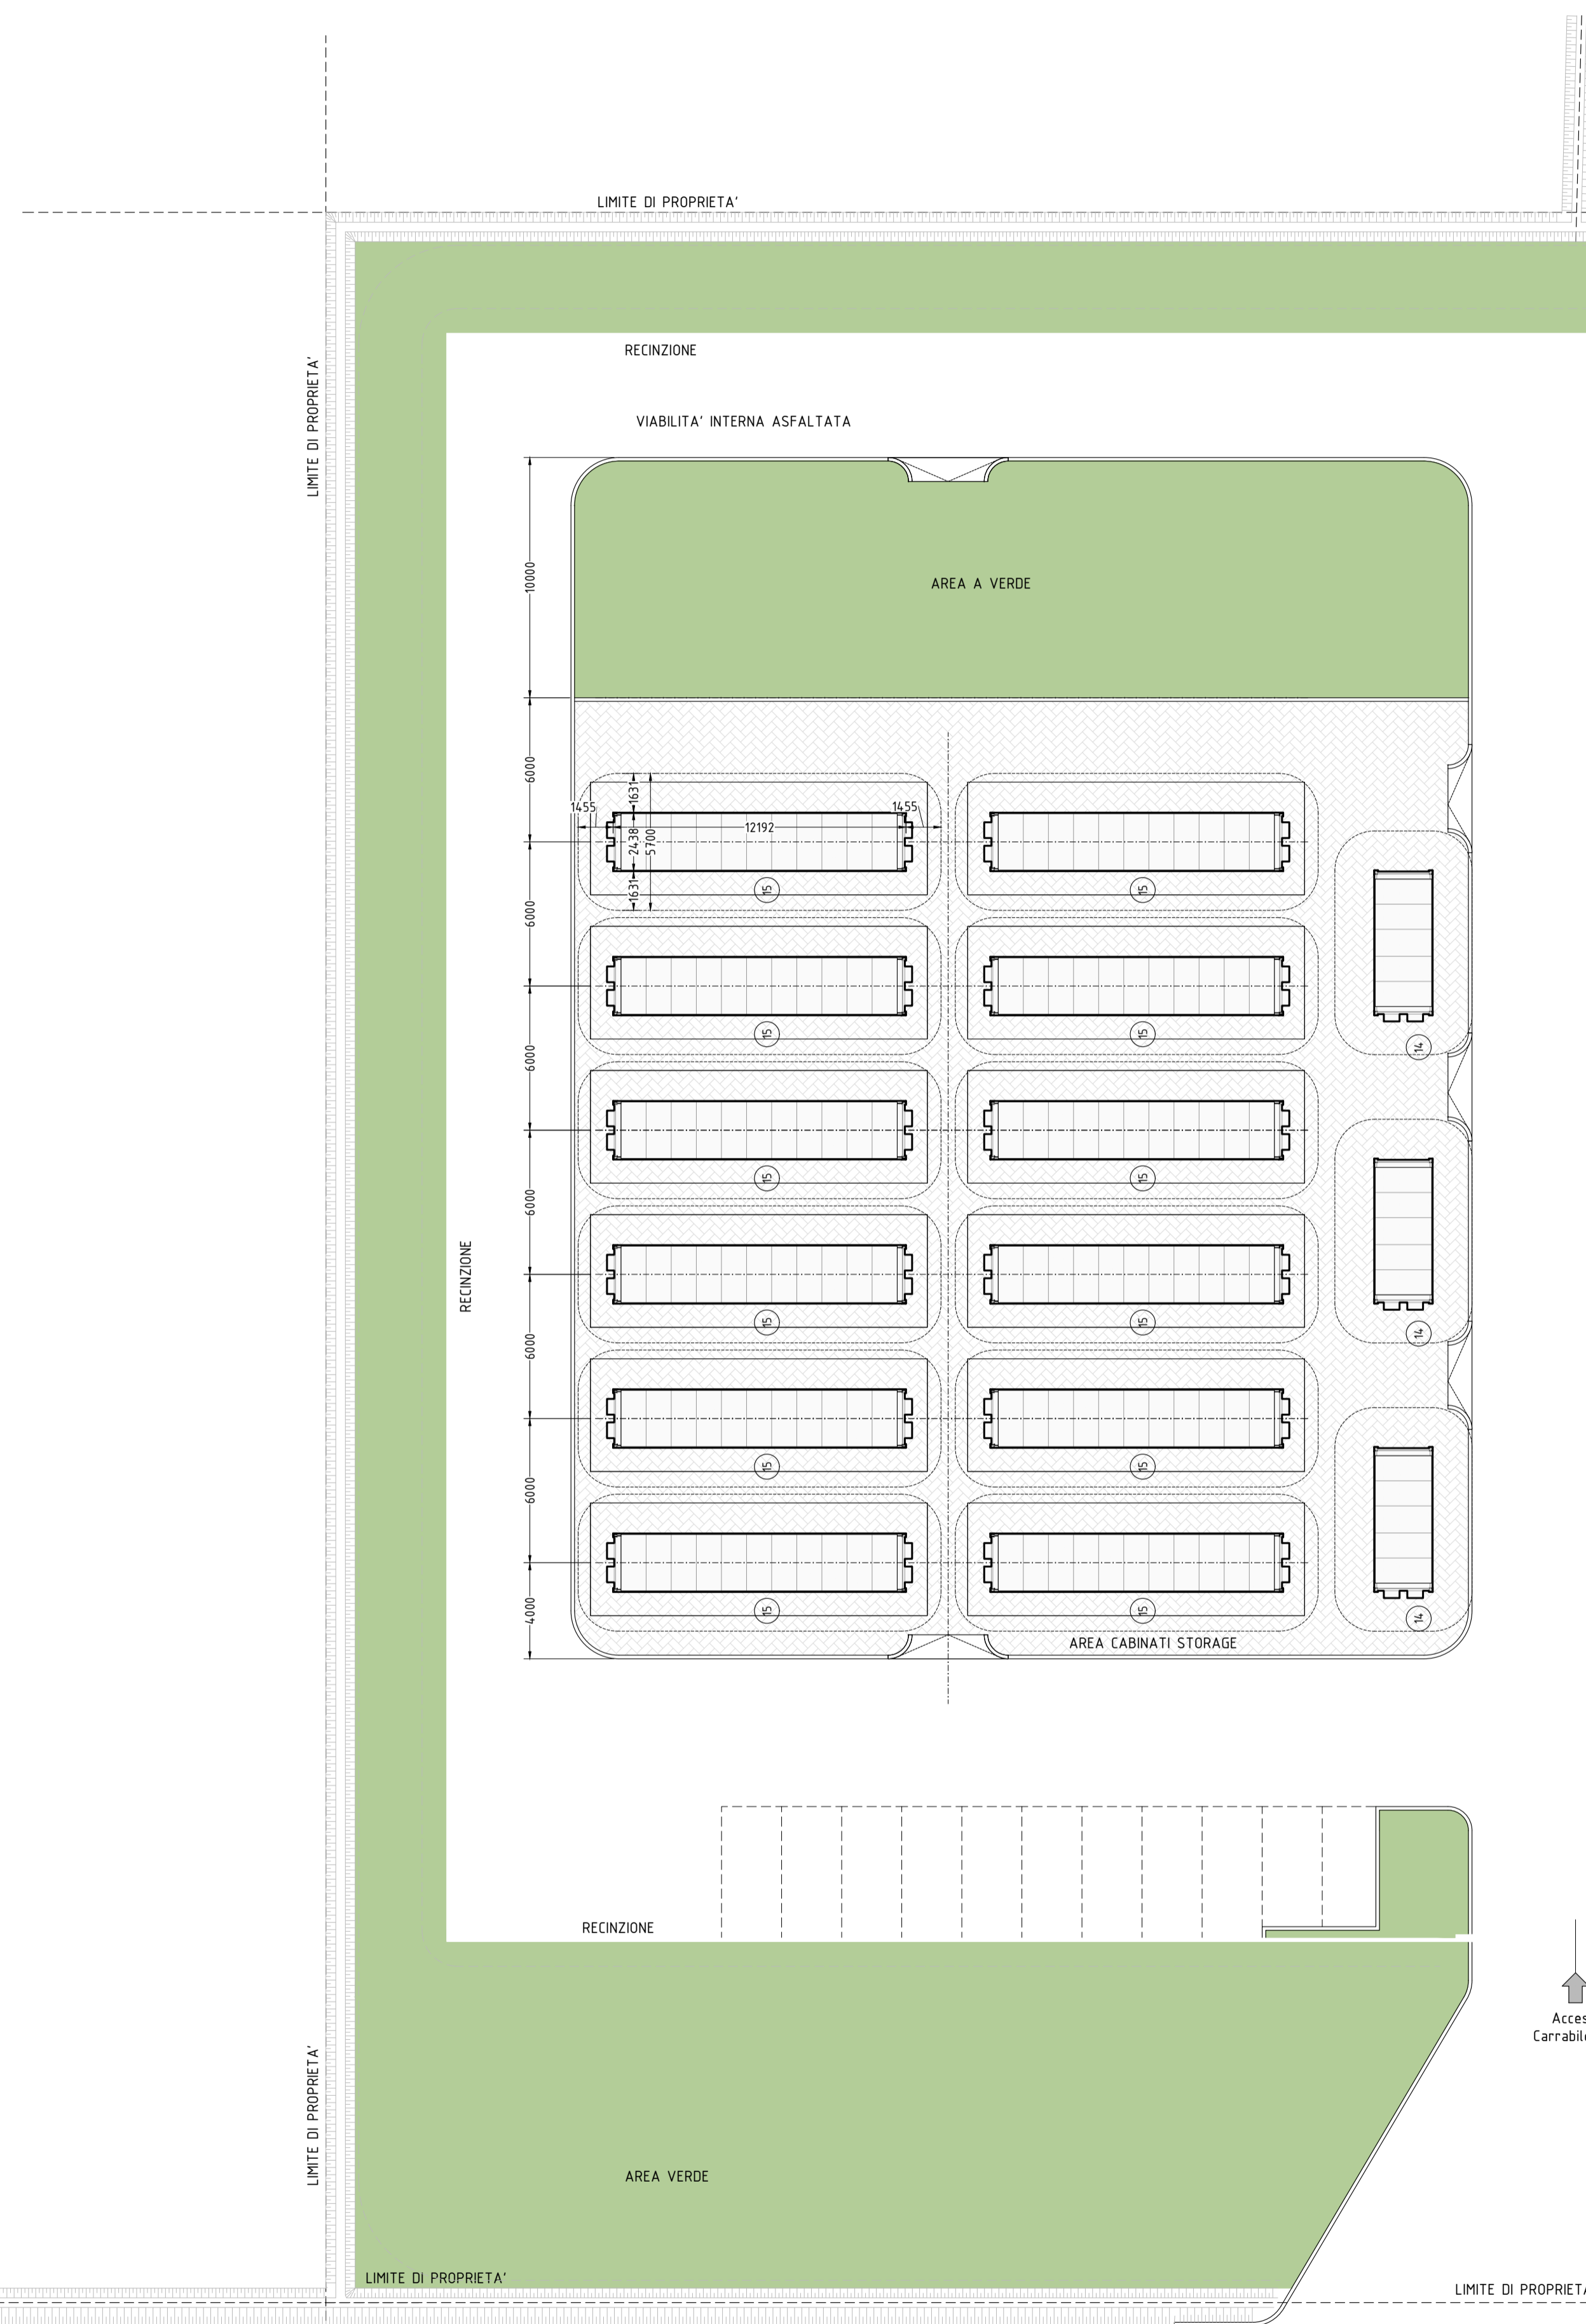 LIMITE DI PROPRIETA'
LIMITE DI PROPRIETA'
RECINZIONE
VIABILITA' INTERNA ASFALTATA
10000
AREA A VERDE
6000
1631
1455
1455
12192
2438
5700
1631
15
15
6000
15
15
14
6000
15
15
6000
RECINZIONE
15
15
14
6000
15
15
6000
15
15
14
4000
AREA CABINATI STORAGE
RECINZIONE
Acces
Carrabile
LIMITE DI PROPRIETA'
AREA VERDE
LIMITE DI PROPRIETA'
LIMITE DI PROPRIETA